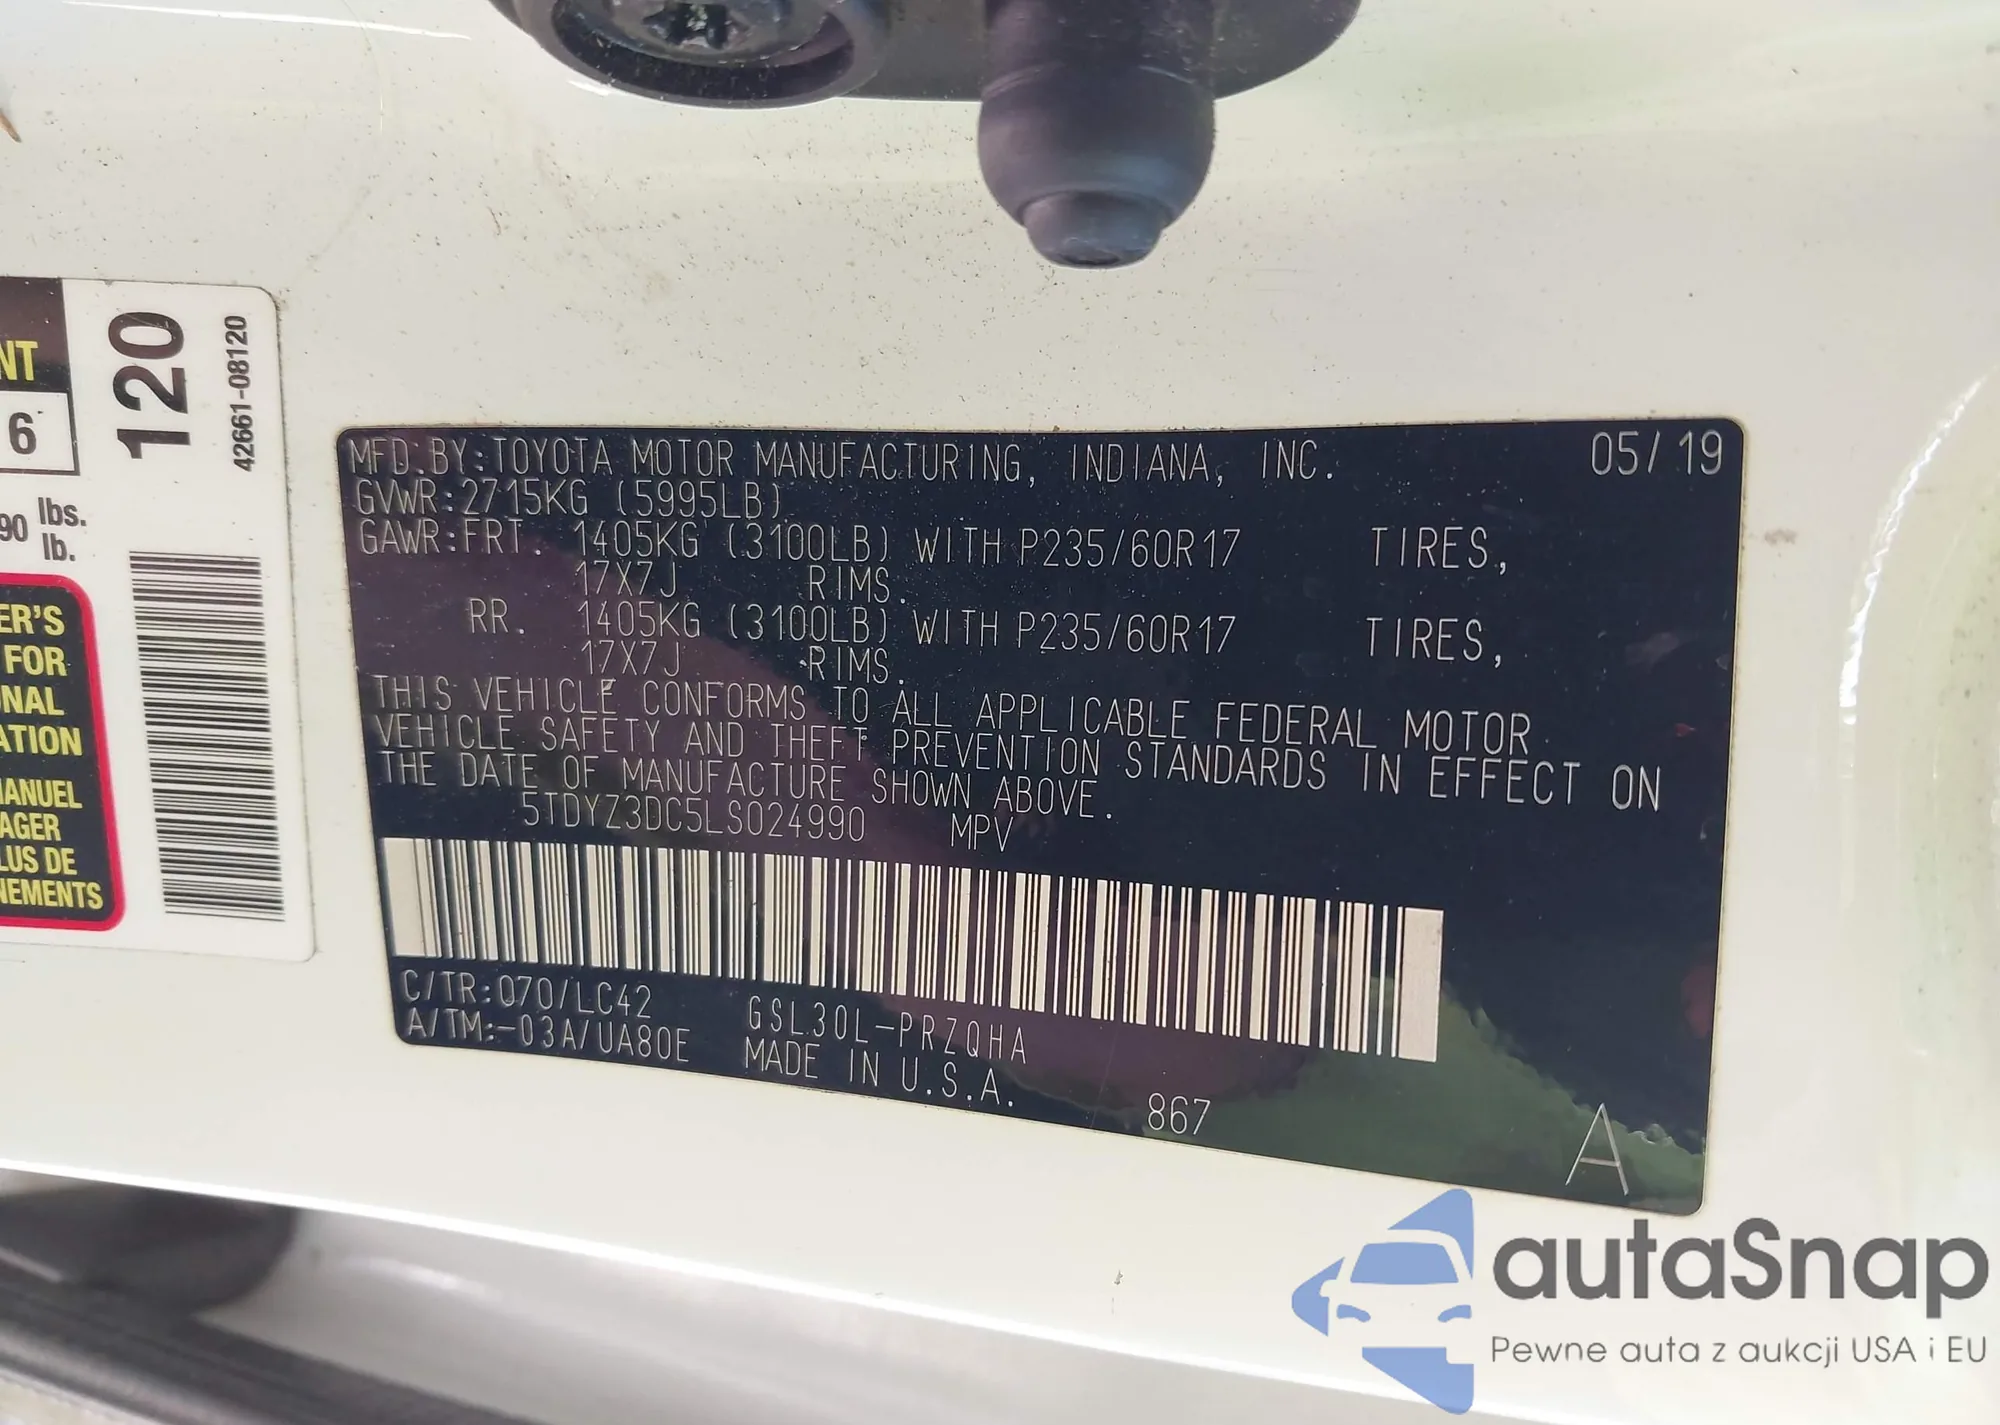 NT
6
120
42661-08120
90 lbs.
lb.
ER'S
FOR
NAL
ATION
MANUEL
AGER
LUS DE
NEMENTS
MFD.BY:TOYOTA MOTOR MANUFACTURING, INDIANA, INC. 05/19
GVWR:2715KG (5995LB)
GAWR:FRT. 1405KG (3100LB) WITH P235/60R17 TIRES,
17X7J RIMS.
RR. 1405KG (3100LB) WITH P235/60R17 TIRES,
17X7J RIMS.
THIS VEHICLE CONFORMS TO ALL APPLICABLE FEDERAL MOTOR
VEHICLE SAFETY AND THEFT PREVENTION STANDARDS IN EFFECT ON
THE DATE OF MANUFACTURE SHOWN ABOVE.
5TDYZ3DC5LS024990 MPV
C/TR:070/LC42 GSL30L-PRZQHA
A/TM:-03A/UA80E MADE IN U.S.A.
867
A
autaSnap
Pewne auta z aukcji USA i EU